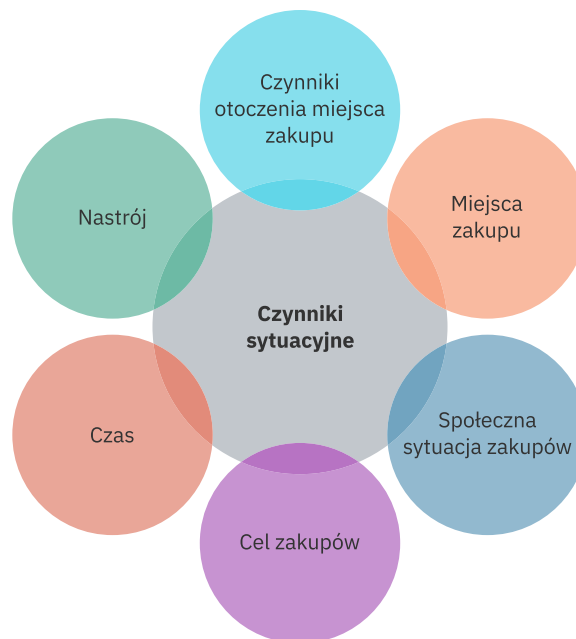 Czynniki
otoczenia miejsca
zakupu
Nastrój
Miejsca
zakupu
Czynniki
sytuacyjne
Czas
Społeczna
sytuacja zakupów
Cel zakupów